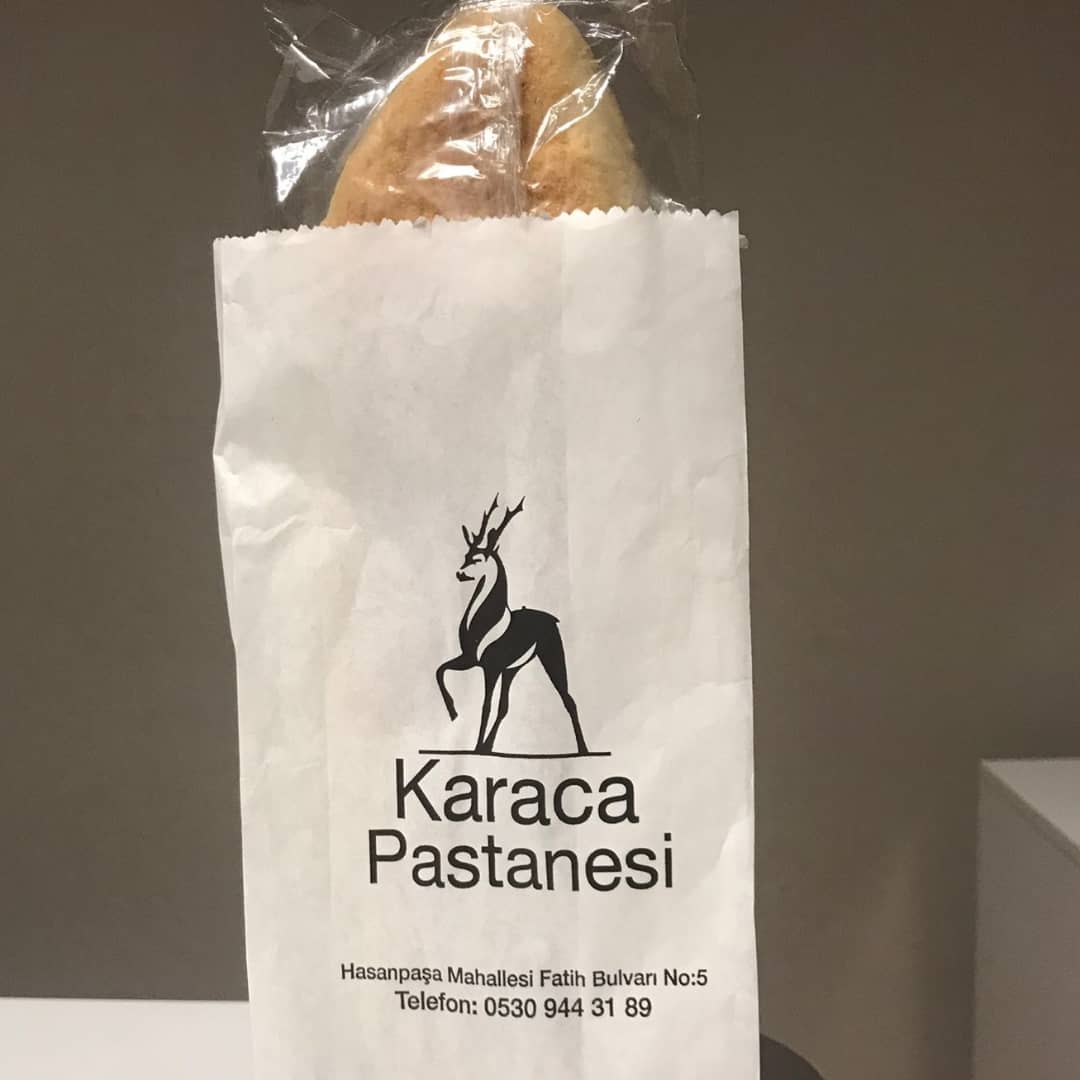 Karaca
Pastanesi
Hasanpaşa Mahallesi Fatih Bulvarı No:5
Telefon: 0530 944 31 89